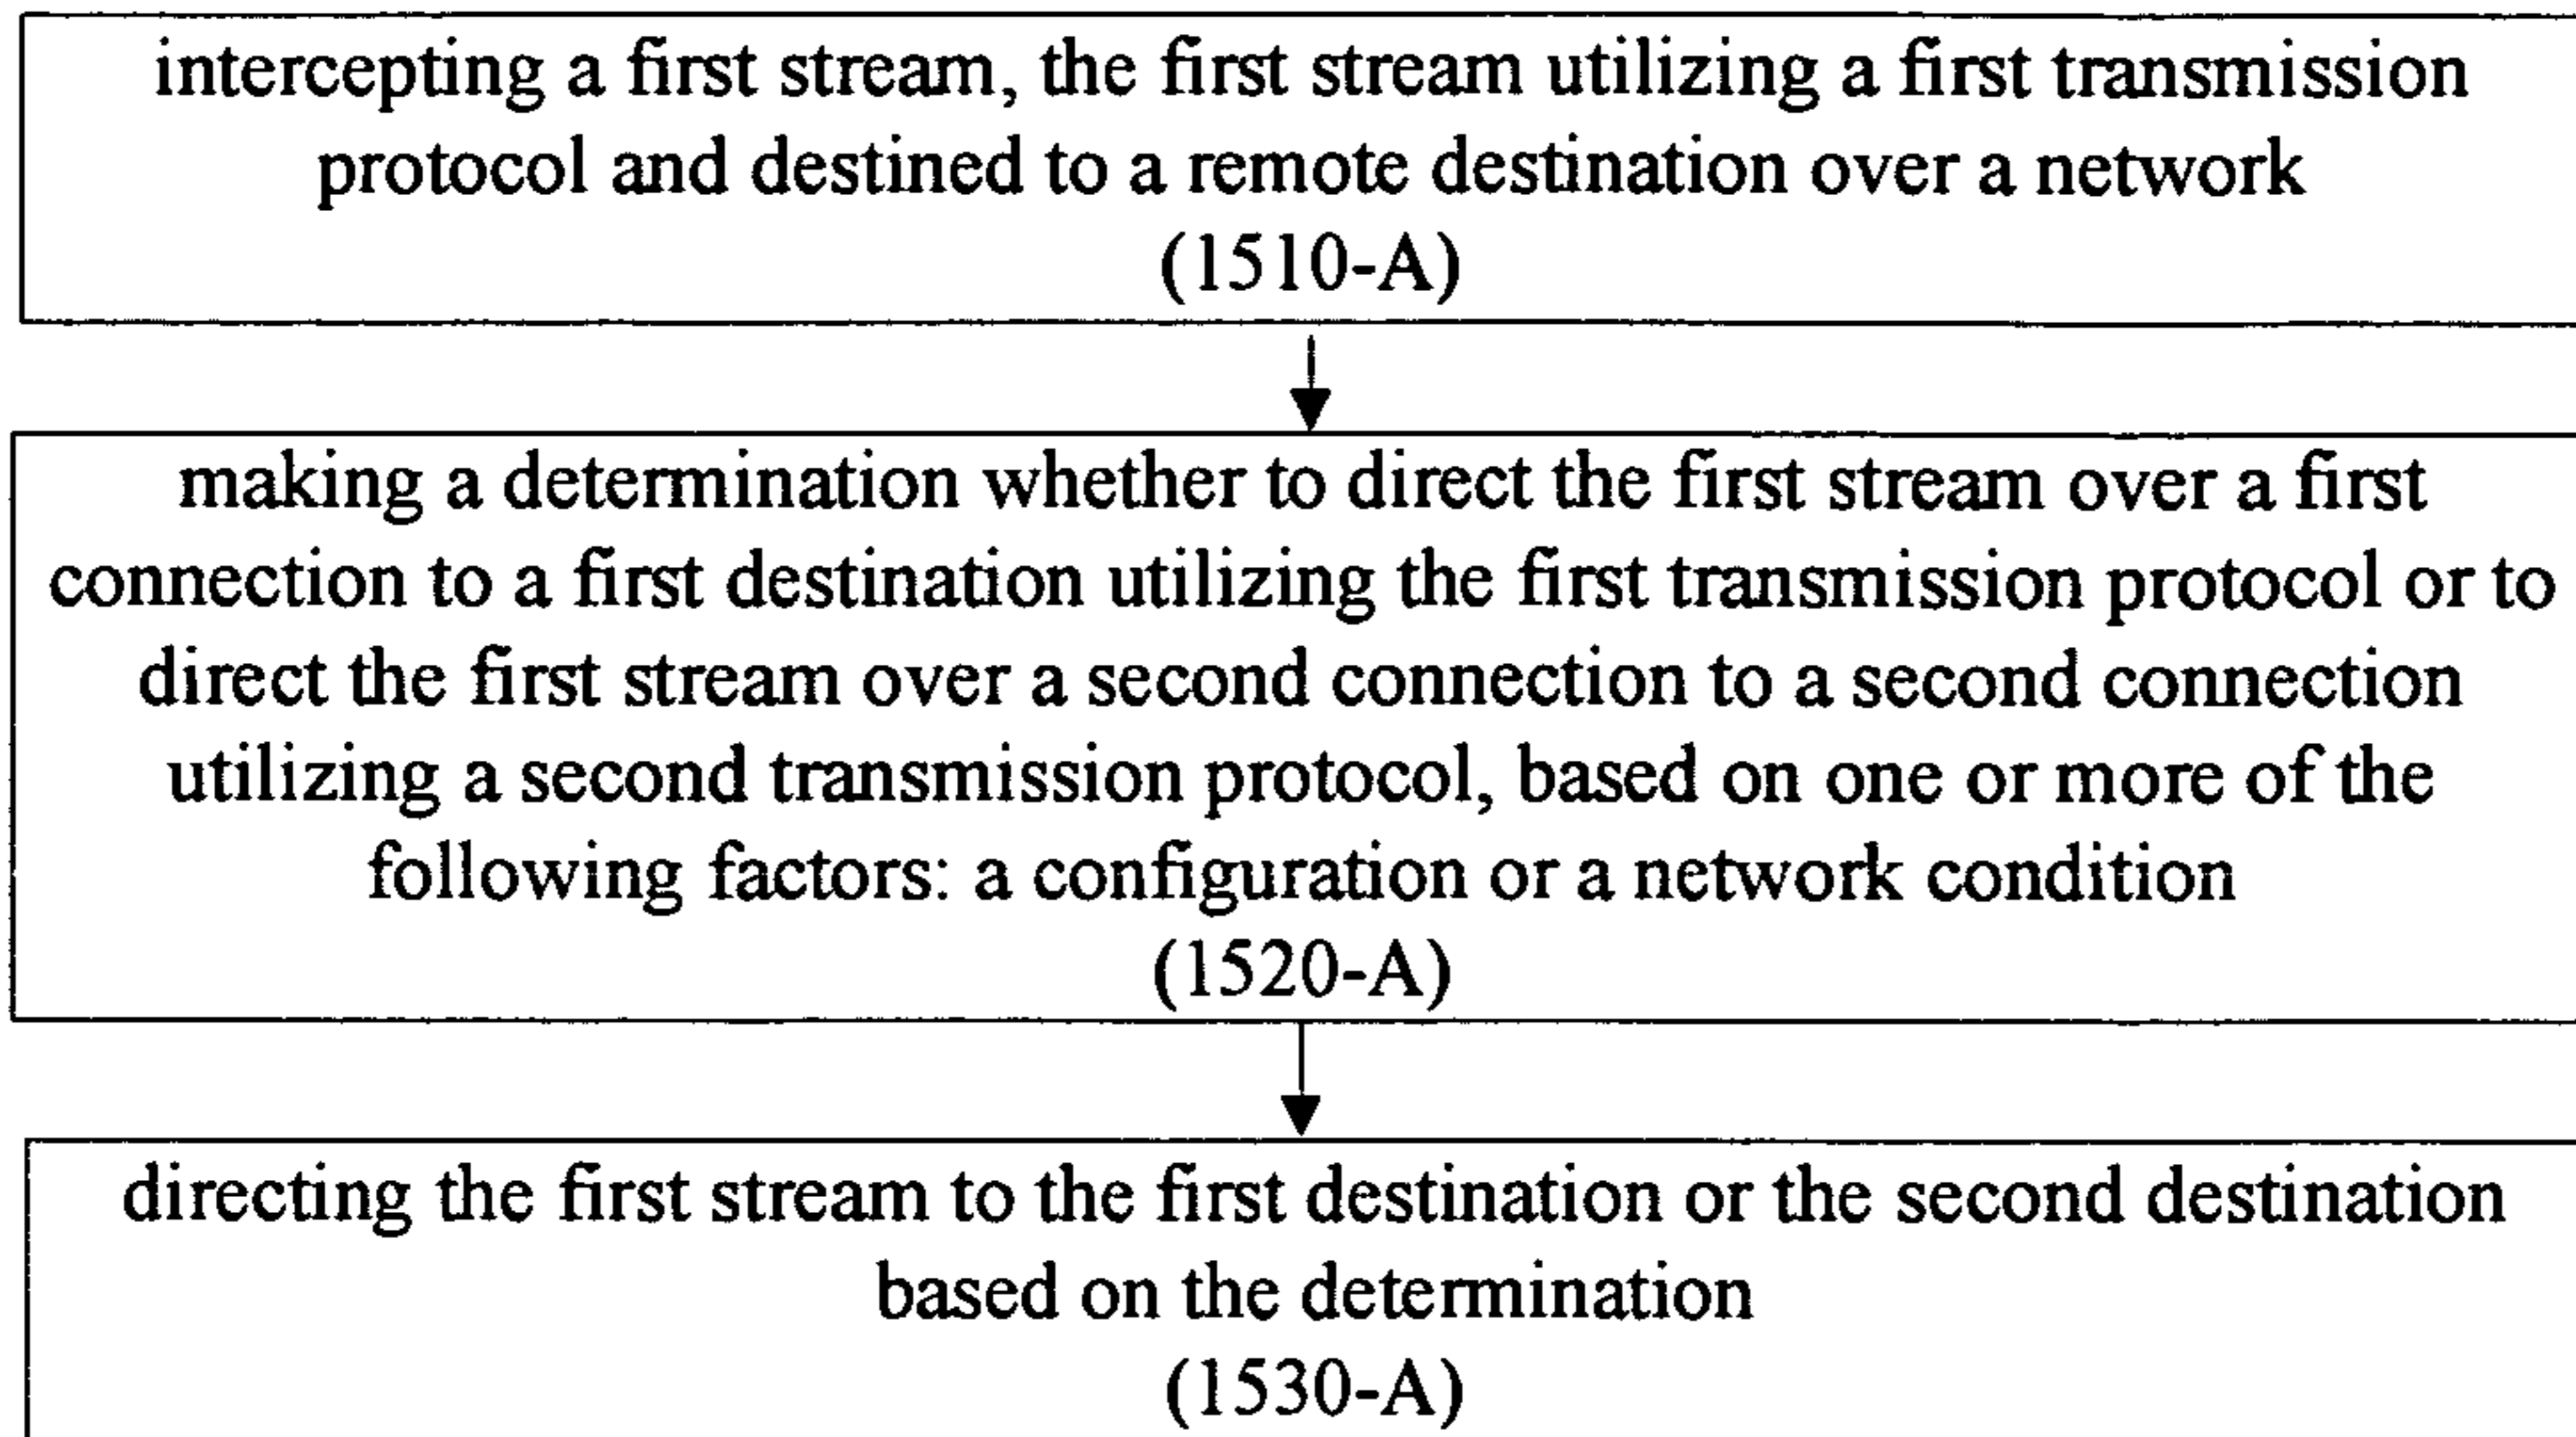 intercepting a first stream, the first stream utilizing a first transmission
protocol and destined to a remote destination over a network
(1510-A)
making a determination whether to direct the first stream over a first
connection to a first destination utilizing the first transmission protocol or to
direct the first stream over a second connection to a second connection
utilizing a second transmission protocol, based on one or more of the
following factors: a configuration or a network condition
(1520-A)
directing the first stream to the first destination or the second destination
based on the determination
(1530-A)